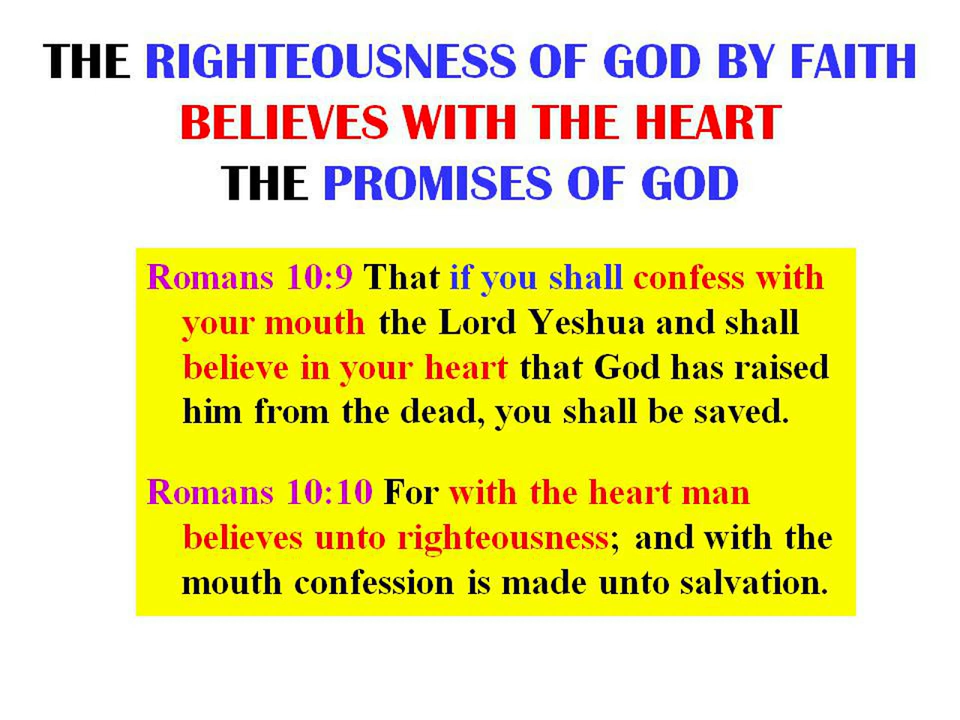 THE RIGHTEOUSNESS OF GOD BY FAITH
BELIEVES WITH THE HEART
THE PROMISES OF GOD
Romans 10:9 That if you shall confess with
your mouth the Lord Yeshua and shall
believe in your heart that God has raised
him from the dead, you shall be saved.
Romans 10:10 For with the heart man
believes unto righteousness; and with the
mouth confession is made unto salvation.